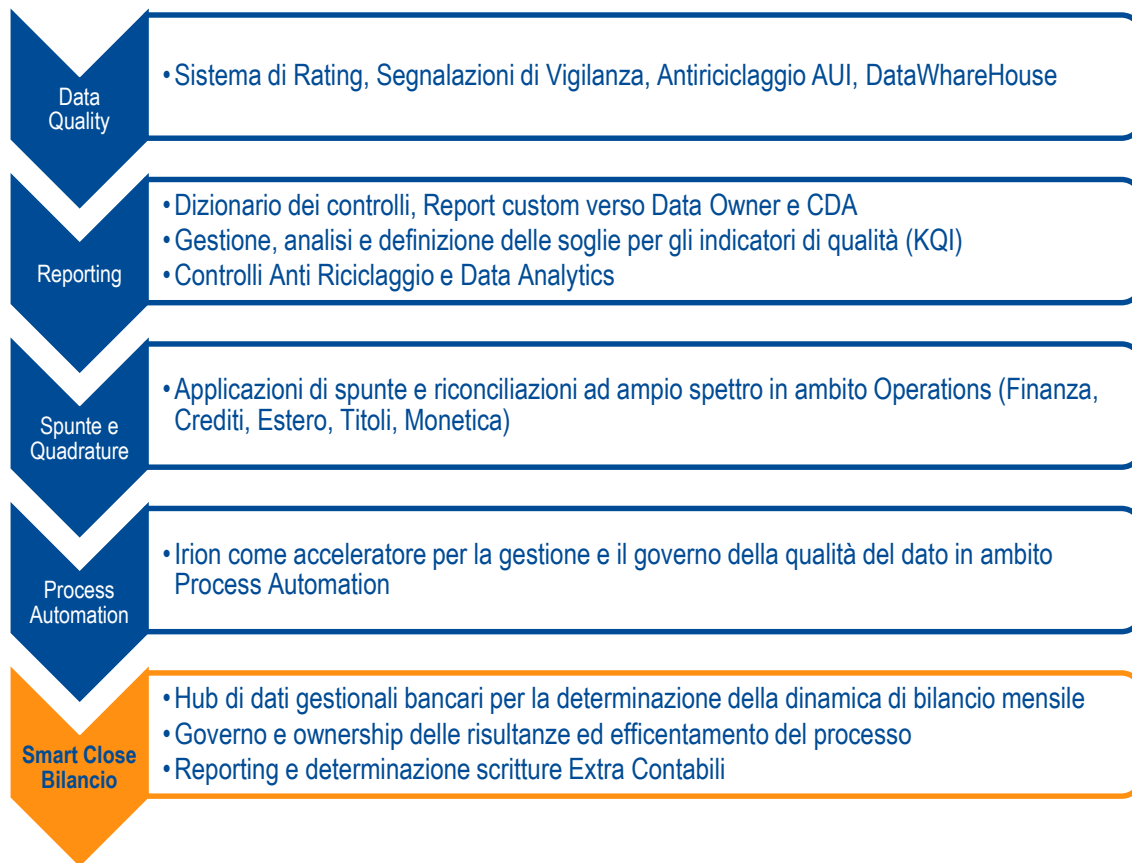 Data
Quality
•Sistema di Rating, Segnalazioni di Vigilanza, Antiriciclaggio AUI, DataWhareHouse
Reporting
•Dizionario dei controlli, Report custom verso Data Owner e CDA
•Gestione, analisi e definizione delle soglie per gli indicatori di qualità (KQI)
•Controlli Anti Riciclaggio e Data Analytics
Spunte e
Quadrature
•Applicazioni di spunte e riconciliazioni ad ampio spettro in ambito Operations (Finanza,
Crediti, Estero, Titoli, Monetica)
Process
Automation
•Irion come acceleratore per la gestione e il governo della qualità del dato in ambito
Process Automation
Smart Close
Bilancio
•Hub di dati gestionali bancari per la determinazione della dinamica di bilancio mensile
•Governo e ownership delle risultanze ed efficentamento del processo
•Reporting e determinazione scritture Extra Contabili